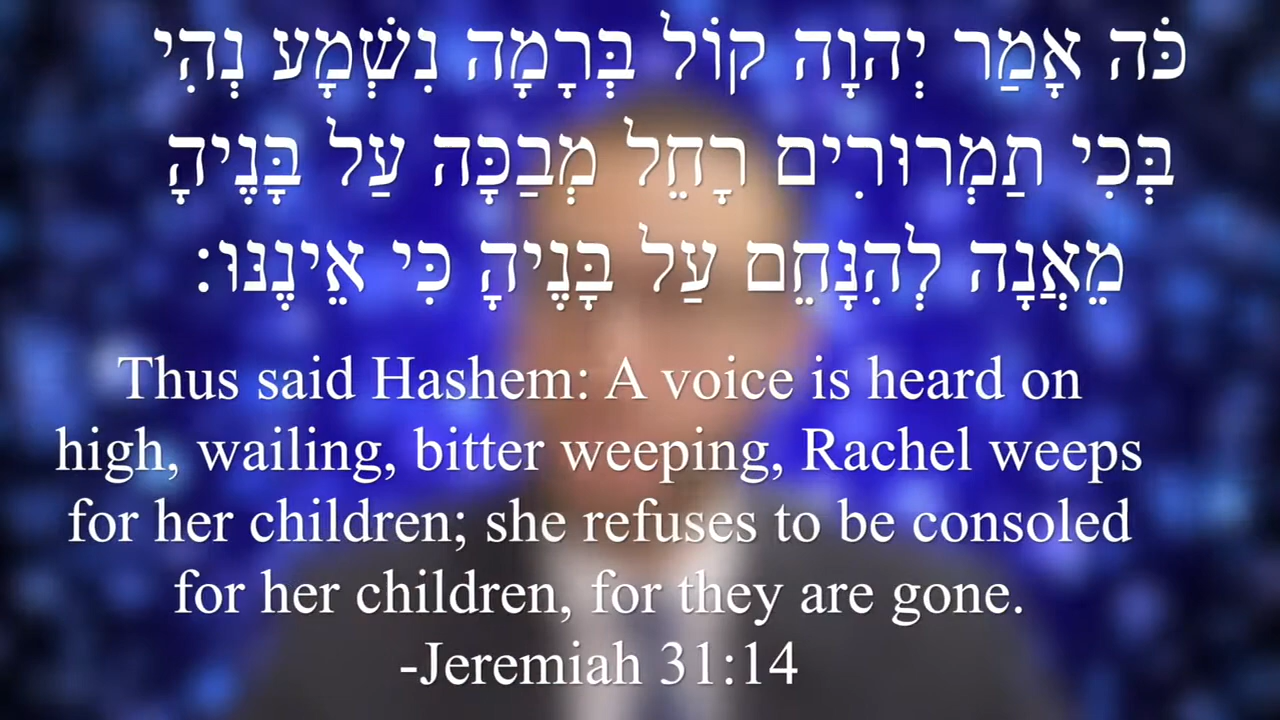 כֹּה אָמַר יְהוָה קוֹל בְּרָמָה נִשְׁמָע נְהִי
בְּכִי תַמְרוּרִים רָחֵל מְבַכָּה עַל בָּנֶיהָ
מֵאֲנָה לְהִנָּחֵם עַל בָּנֶיהָ כִּי אֵינֶנּוּ:
Thus said Hashem: A voice is heard on
high, wailing, bitter weeping, Rachel weeps
for her children; she refuses to be consoled
for her children, for they are gone.
-Jeremiah 31:14